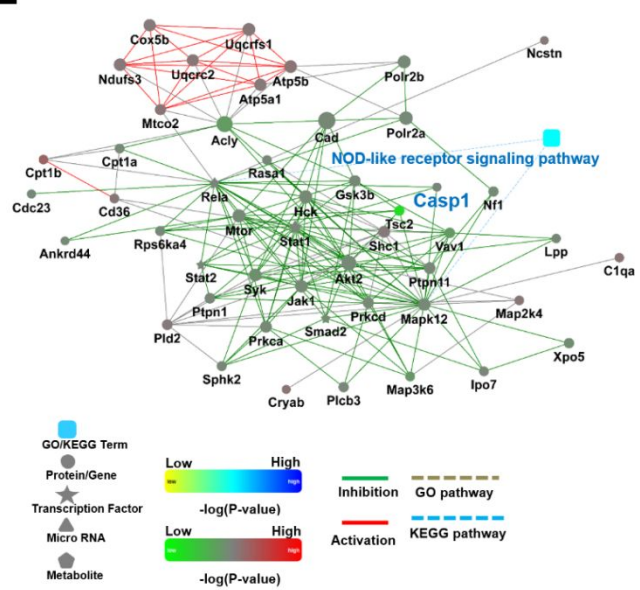 Cox5b
Uqcrfs1
Ncstn
Ndufs3
Uqcrc2
Atp5b
Polr2b
Atp5a1
Mtco2
Acly
Cad
Polr2a
NOD-like receptor signaling pathway
Cpt1b
Cpt1a
Rasa1
Rela
Gsk3b
Casp1
Nf1
Cdc23
Cd36
Hck
Tsc2
Ankrd44
Rps6ka4
Mtor
Stat1
Shc1
Vav1
Lpp
C1qa
Stat2
Syk
Akt2
Ptpn11
Ptpn1
Jak1
Prkcd
Mapk12
Map2k4
Pld2
Prkca
Smad2
Xpo5
Sphk2
Cryab
Plcb3
Map3k6
Ipo7
GO/KEGG Term
Protein/Gene
Transcription Factor
Micro RNA
Metabolite
Low High
low high
-log(P-value)
Low High
low high
-log(P-value)
Inhibition
Activation
GO pathway
KEGG pathway